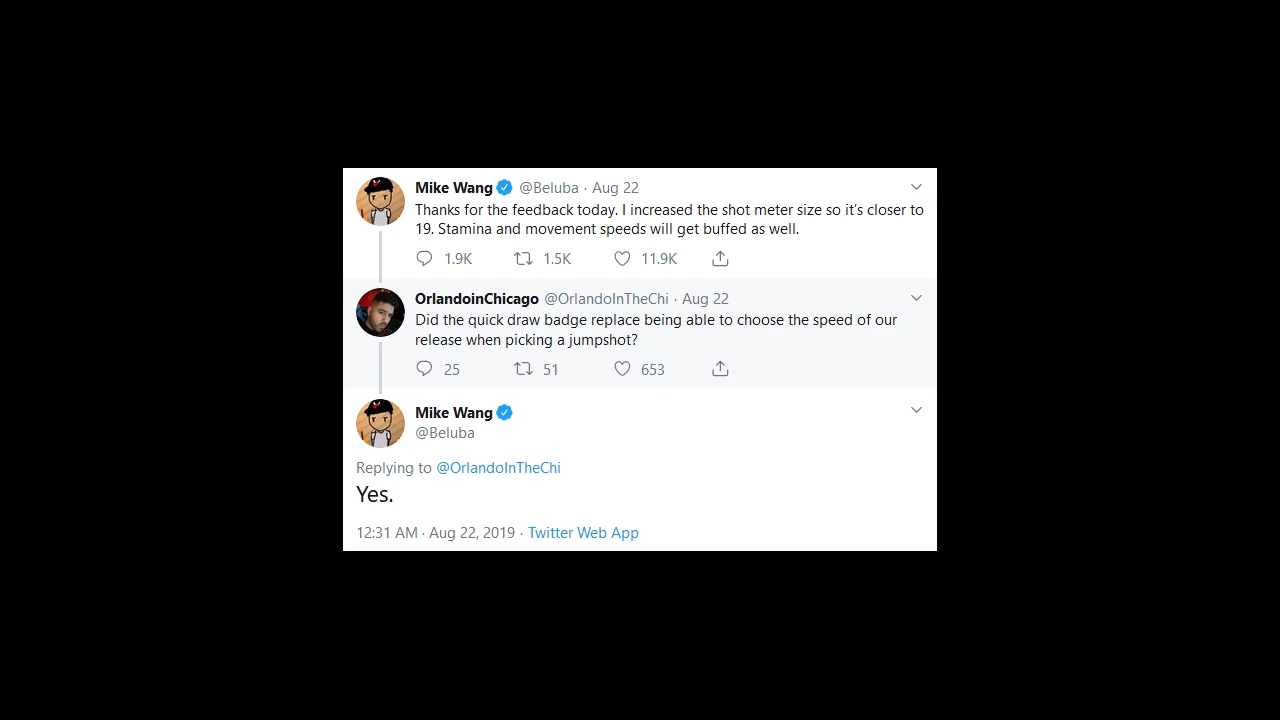 Mike Wang @Beluba · Aug 22
Thanks for the feedback today. I increased the shot meter size so it's closer to
19. Stamina and movement speeds will get buffed as well.
1.9K 1.5K 11.9K
OrlandoinChicago @OrlandoInTheChi · Aug 22
Did the quick draw badge replace being able to choose the speed of our
release when picking a jumpshot?
25 51 653
Mike Wang
@Beluba
Replying to @OrlandoInTheChi
Yes.
12:31 AM · Aug 22, 2019 · Twitter Web App